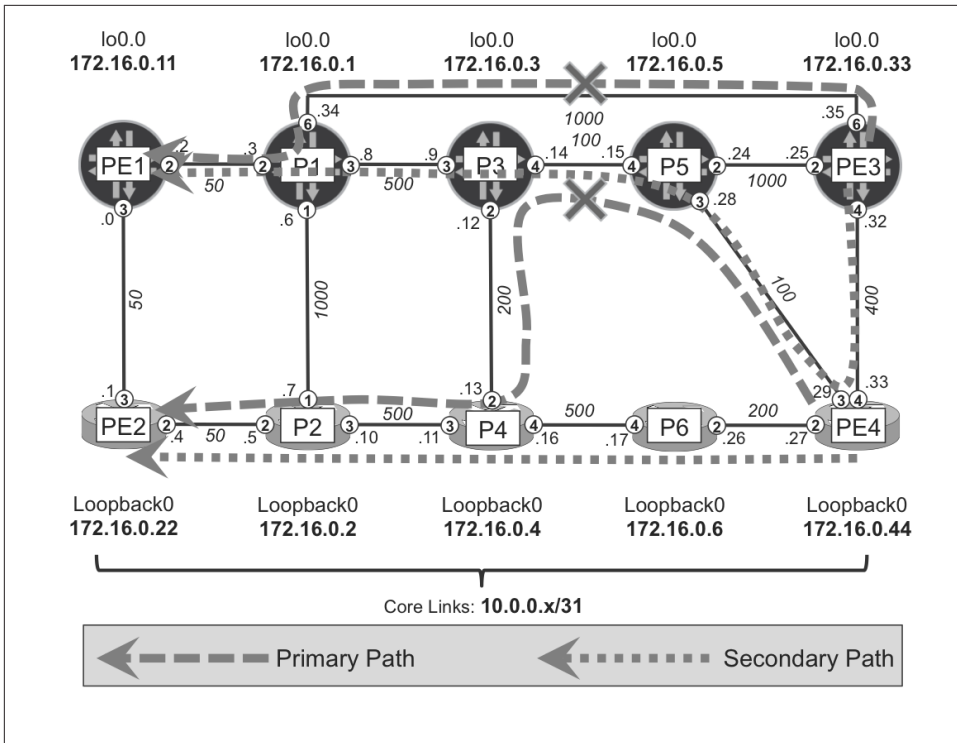 lo0.0 lo0.0 lo0.0 lo0.0 lo0.0
172.16.0.11 172.16.0.1 172.16.0.3 172.16.0.5 172.16.0.33
.34 1000 .35
6 100 6
.2 .3 .8 .9 .14 .15 .24 .25
PE1 2 2 P1 3 3 P3 4 4 P5 2 2 PE3
50 500 1000
3 1 2 3 4
.0 .6 .12 .28 .32
50 1000 200 100 400
.1 .7 .13 .29 .33
3 1 2 3 4
PE2 2 2 P2 3 3 P4 4 4 P6 2 2 PE4
50 500 500 200
.4 .5 .10 .11 .16 .17 .26 .27
Loopback0 Loopback0 Loopback0 Loopback0 Loopback0
172.16.0.22 172.16.0.2 172.16.0.4 172.16.0.6 172.16.0.44
Core Links: 10.0.0.x/31
Primary Path Secondary Path